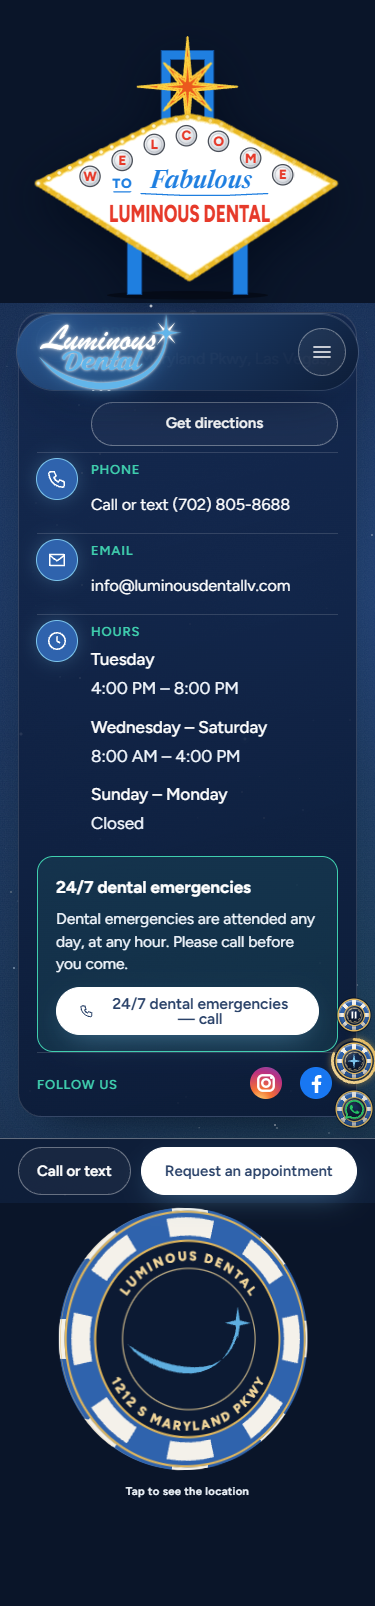 WELCOME
TO Fabulous
LUMINOUS DENTAL
Luminous
Dental
Get directions
PHONE
Call or text (702) 805-8688
EMAIL
info@luminousdentallv.com
HOURS
Tuesday
4:00 PM – 8:00 PM
Wednesday – Saturday
8:00 AM – 4:00 PM
Sunday – Monday
Closed
24/7 dental emergencies
Dental emergencies are attended any
day, at any hour. Please call before
you come.
24/7 dental emergencies
— call
FOLLOW US
Call or text
Request an appointment
LUMINOUS DENTAL
1212 S MARYLAND PKWY
Tap to see the location